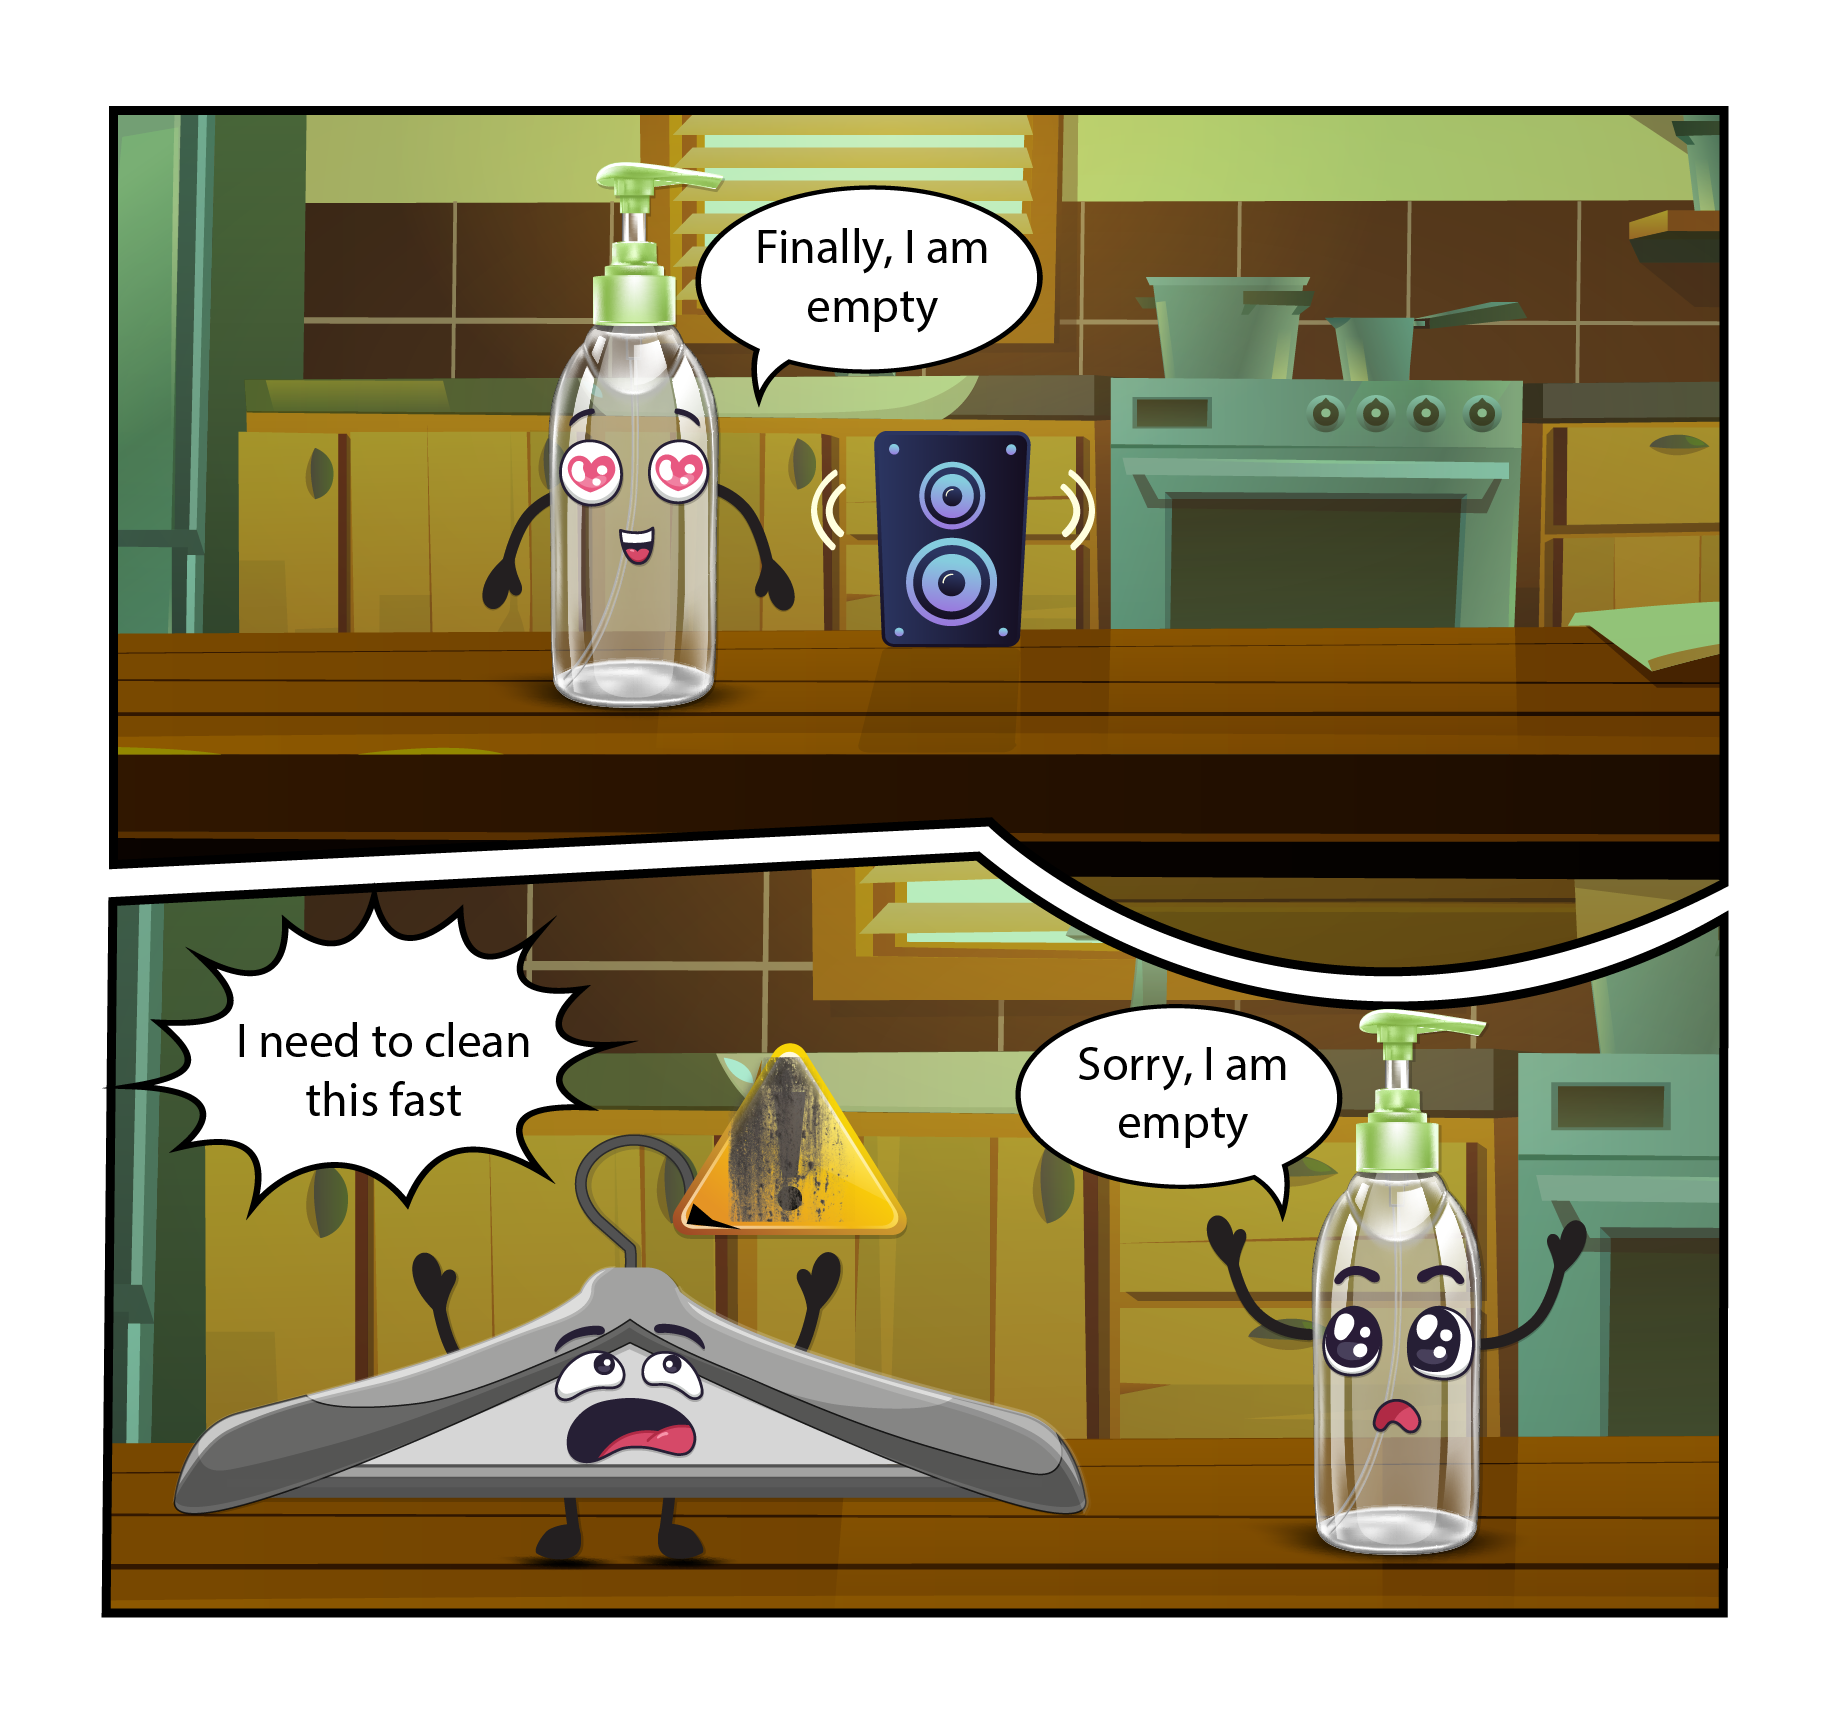 Finally, I am
empty
I need to clean
this fast
Sorry, I am
empty